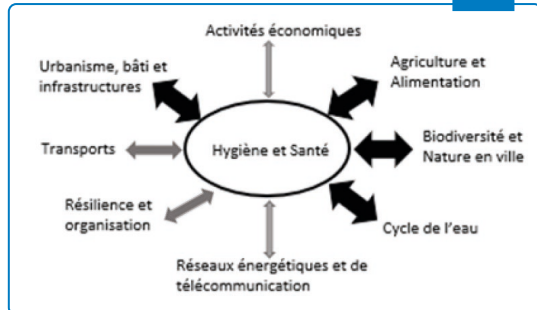 Activités économiques
Urbanisme, bâti et
infrastructures
Agriculture et
Alimentation
Transports
Hygiène et Santé
Biodiversité et
Nature en ville
Résilience et
organisation
Cycle de l'eau
Réseaux énergétiques et de
télécommunication